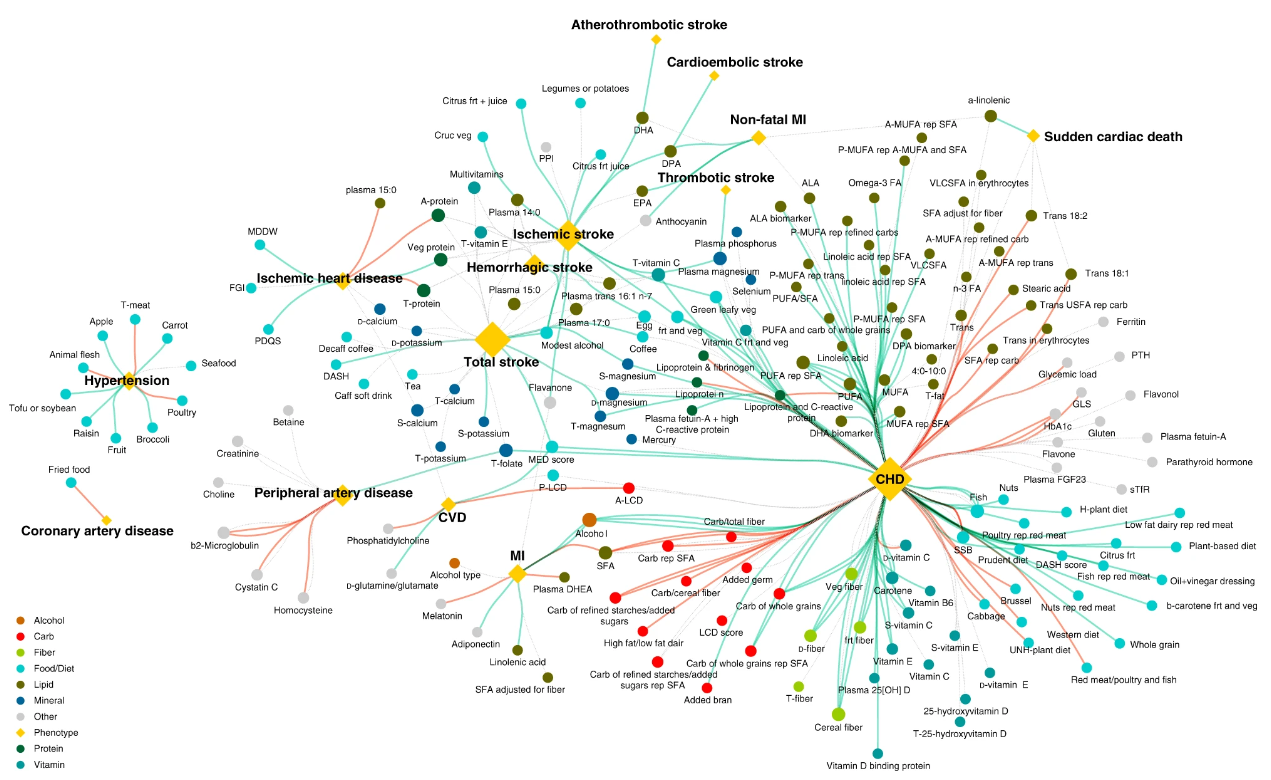 Atherothrombotic stroke
Cardioembolic stroke
Citrus frt + juice
Legumes or potatoes
a-linolenic
Non-fatal MI
A-MUFA rep SFA
DHA
Cruc veg
Sudden cardiac death
P-MUFA rep A-MUFA and SFA
PPI
Citrus frt juice
DPA
Multivitamins
Thrombotic stroke
ALA
Omega-3 FA
VLCSFA in erythrocytes
plasma 15:0
A-protein
EPA
Plasma 14:0
ALA biomarker
SFA adjust for fiber
Trans 18:2
Anthocyanin
MDDW
Ischemic stroke
P-MUFA rep refined carbs
A-MUFA rep refined carb
T-vitamin E
Plasma phosphorus
Veg protein
Linoleic acid rep SFA
VLCSFA
A-MUFA rep trans
Hemorrhagic stroke
T-vitamin C
Plasma magnesium
P-MUFA rep trans
linoleic acid rep SFA
Trans 18:1
Ischemic heart disease
FGI
Plasma 15:0
Plasma trans 16:1 n-7
Selenium
PUFA/SFA
n-3 FA
Stearic acid
T-protein
T-meat
Green leafy veg
P-MUFA rep SFA
Trans USFA rep carb
D-calcium
Plasma 17:0
Egg
frt and veg
PUFA and carb of whole grains
Trans
Ferritin
Apple
Carrot
PDQS
Decaff coffee
D-potassium
Modest alcohol
Coffee
Vitamin C frt and veg
DPA biomarker
Trans in erythrocytes
Animal flesh
Seafood
Total stroke
Linoleic acid
4:0-10:0
SFA rep carb
PTH
Hypertension
DASH
Tea
S-magnesium
Lipoprotein & fibrinogen
PUFA rep SFA
Glycemic load
Caff soft drink
T-calcium
Flavanone
Lipoprotein
PUFA
MUFA
T-fat
Flavonol
Tofu or soybean
Poultry
D-magnesium
GLS
Betaine
S-calcium
T-magnesum
Plasma fetuin-A + high
C-reactive protein
Lipoprotein and C-reactive
protein
MUFA rep SFA
HbA1c
Gluten
Raisin
Broccoli
S-potassium
DHA biomarker
Plasma fetuin-A
Fruit
Creatinine
T-potassium
Mercury
Flavone
Fried food
T-folate
MED score
Parathyroid hormone
Choline
Peripheral artery disease
P-LCD
CHD
Plasma FGF23
sTfR
A-LCD
Fish
Nuts
CVD
H-plant diet
Coronary artery disease
b2-Microglobulin
Phosphatidylcholine
Alcohol
Carb/total fiber
Poultry rep red meat
Low fat dairy rep red meat
SSB
Plant-based diet
MI
SFA
Carb rep SFA
D-vitamin C
Prudent diet
DASH score
Citrus frt
Cystatin C
D-glutamine/glutamate
Alcohol type
Plasma DHEA
Added germ
Veg fiber
Carotene
Fish rep red meat
Oil+vinegar dressing
Homocysteine
Melatonin
Carb/cereal fiber
Carb of whole grains
Vitamin B6
Brussel
Nuts rep red meat
b-carotene frt and veg
Carb of refined starches/added
sugars
Cabbage
S-vitamin C
Alcohol
Carb
Adiponectin
High fat/low fat dair
LCD score
D-fiber
frt fiber
S-vitamin E
UNH-plant diet
Western diet
Whole grain
Fiber
Linolenic acid
Carb of whole grains rep SFA
Vitamin E
Vitamin C
Food/Diet
Carb of refined starches/added
sugars rep SFA
D-vitamin E
Red meat/poultry and fish
Lipid
SFA adjusted for fiber
Added bran
T-fiber
Plasma 25[OH] D
Mineral
25-hydroxyvitamin D
Other
Cereal fiber
T-25-hydroxyvitamin D
Phenotype
Protein
Vitamin
Vitamin D binding protein